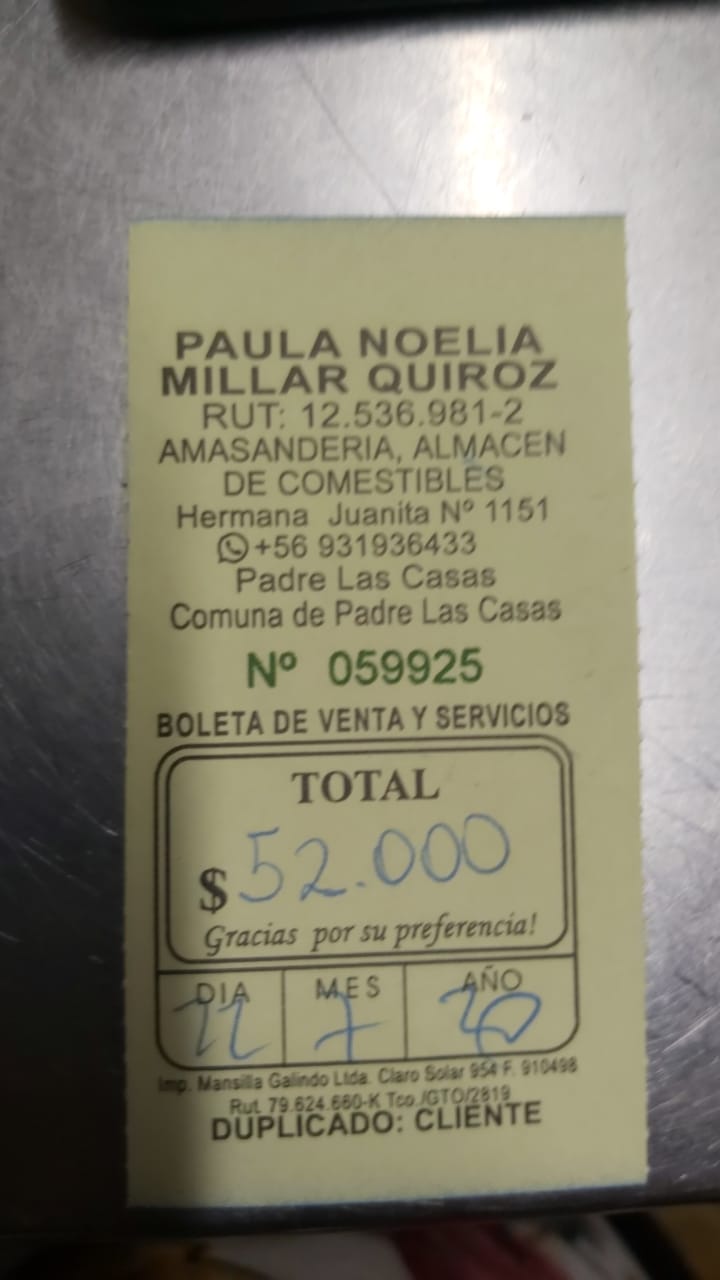 PAULA NOELIA
MILLAR QUIROZ
RUT: 12.536.981-2
AMASANDERIA, ALMACEN
DE COMESTIBLES
Hermana Juanita Nº 1151
+56 931936433
Padre Las Casas
Comuna de Padre Las Casas
Nº 059925
BOLETA DE VENTA Y SERVICIOS
TOTAL
$ 52.000
Gracias por su preferencia!
DIA MES AÑO
7
Imp. Mansilla Galindo Ltda. Claro Solar 954 F. 910498
Rut. 79.624.660-K Tco./GTO/2819
DUPLICADO: CLIENTE